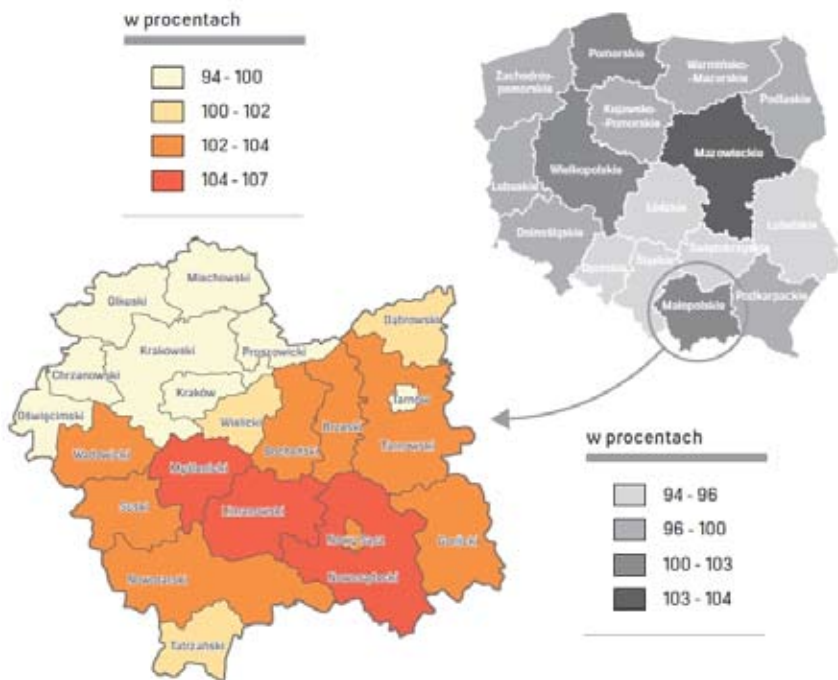 w procentach
94 - 100
100 - 102
102 - 104
104 - 107
Pomorskie
Warmińsko-
-Mazurskie
Zachodnio-
pomorskie
Podlaskie
Kujawsko-
-Pomorskie
Mazowieckie
Wielkopolskie
Lubuskie
Łódzkie
Lubelskie
Dolnośląskie
Świętokrzyskie
Opolskie
Śląskie
Małopolskie
Podkarpackie
Miechowski
Olkuski
Dąbrowski
Krakowski
Proszowicki
Chrzanowski
Kraków
Tarnów
Oświęcimski
Wielicki
Brzeski
Wadowicki
Bocheński
Tarnowski
Myślenicki
Suski
Limanowski
Nowy Sącz
Gorlicki
Nowotarski
Nowosądecki
Tatrzański
w procentach
94 - 96
96 - 100
100 - 103
103 - 104